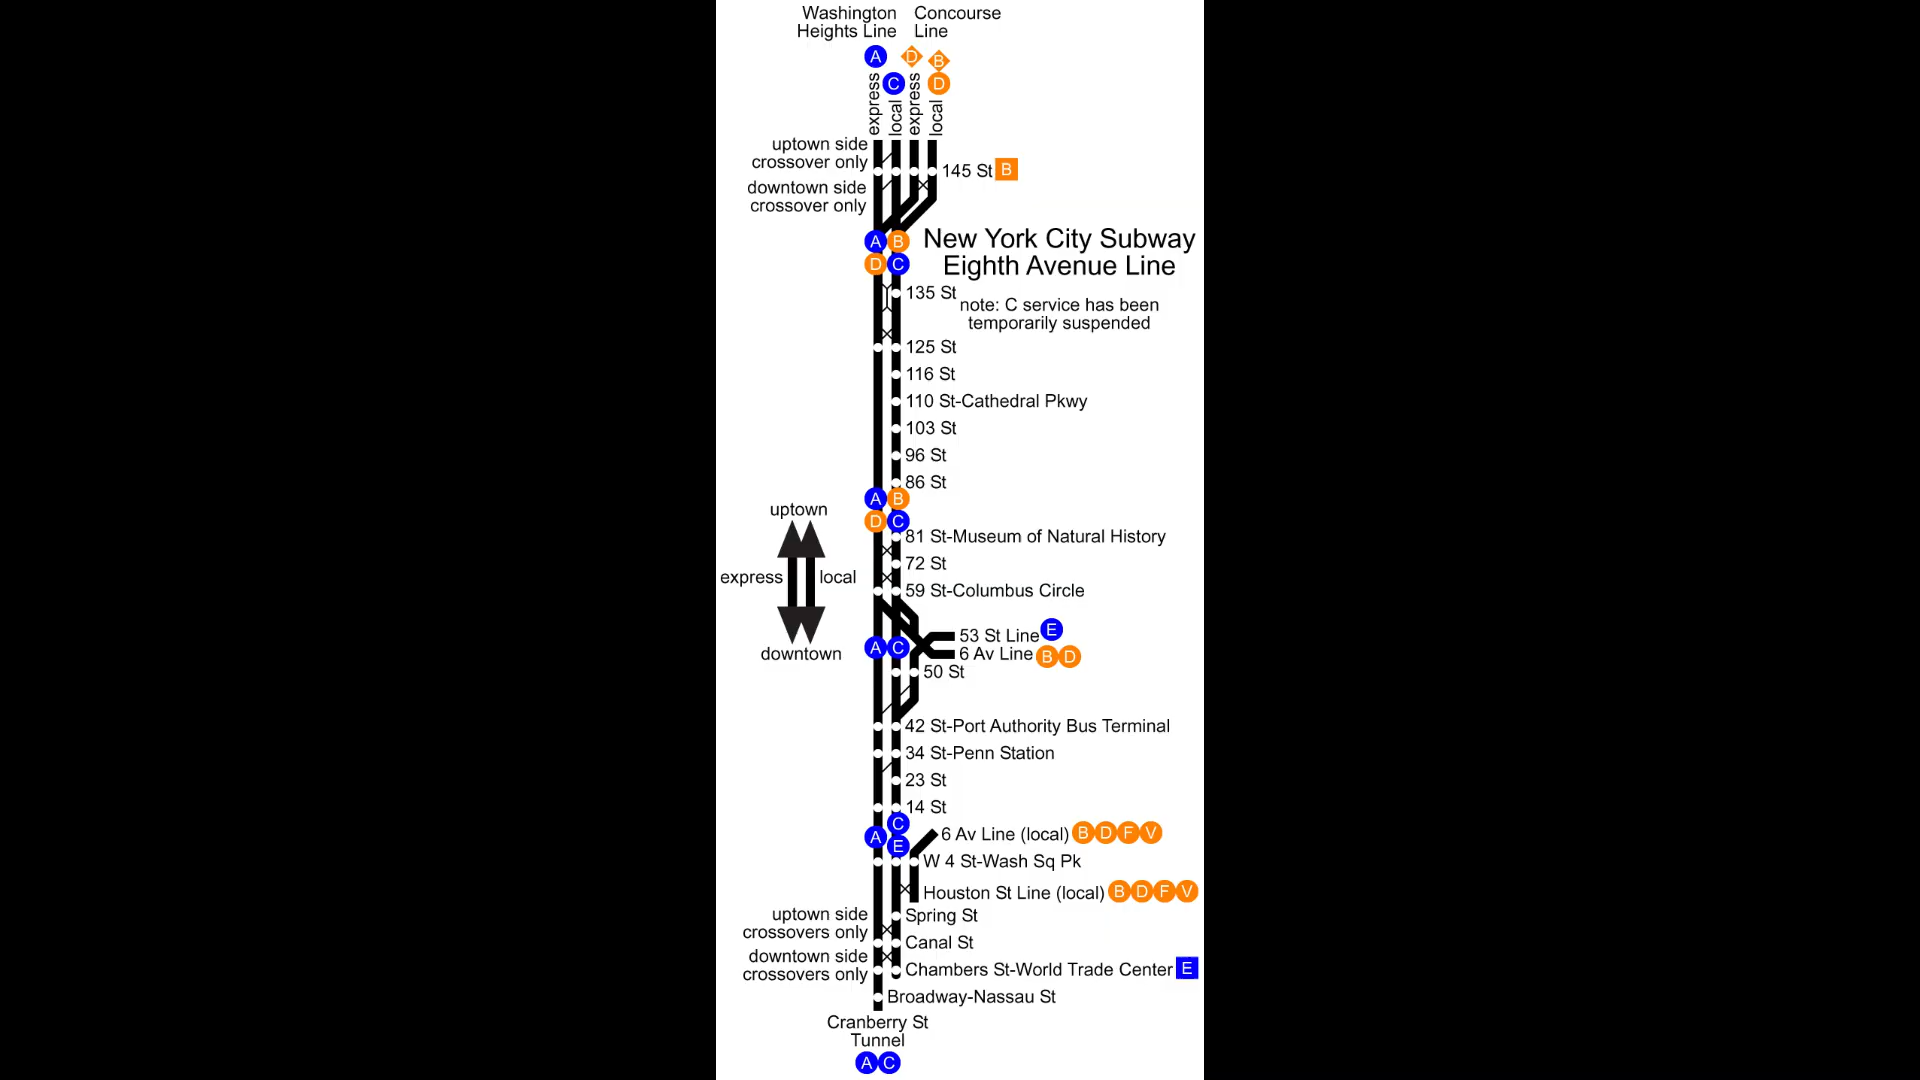 Washington
Heights Line
Concourse
Line
A
D
B
C
D
express
local
express
local
uptown side
crossover only
145 St B
downtown side
crossover only
A B
D C
New York City Subway
Eighth Avenue Line
135 St
note: C service has been
temporarily suspended
125 St
116 St
110 St-Cathedral Pkwy
103 St
96 St
86 St
A B
D C
uptown
81 St-Museum of Natural History
72 St
express
local
59 St-Columbus Circle
53 St Line E
A C
downtown
6 Av Line B D
50 St
42 St-Port Authority Bus Terminal
34 St-Penn Station
23 St
14 St
C
A
E
6 Av Line (local) B D F V
W 4 St-Wash Sq Pk
Houston St Line (local) B D F V
uptown side
crossovers only
Spring St
Canal St
downtown side
crossovers only
Chambers St-World Trade Center E
Broadway-Nassau St
Cranberry St
Tunnel
A C